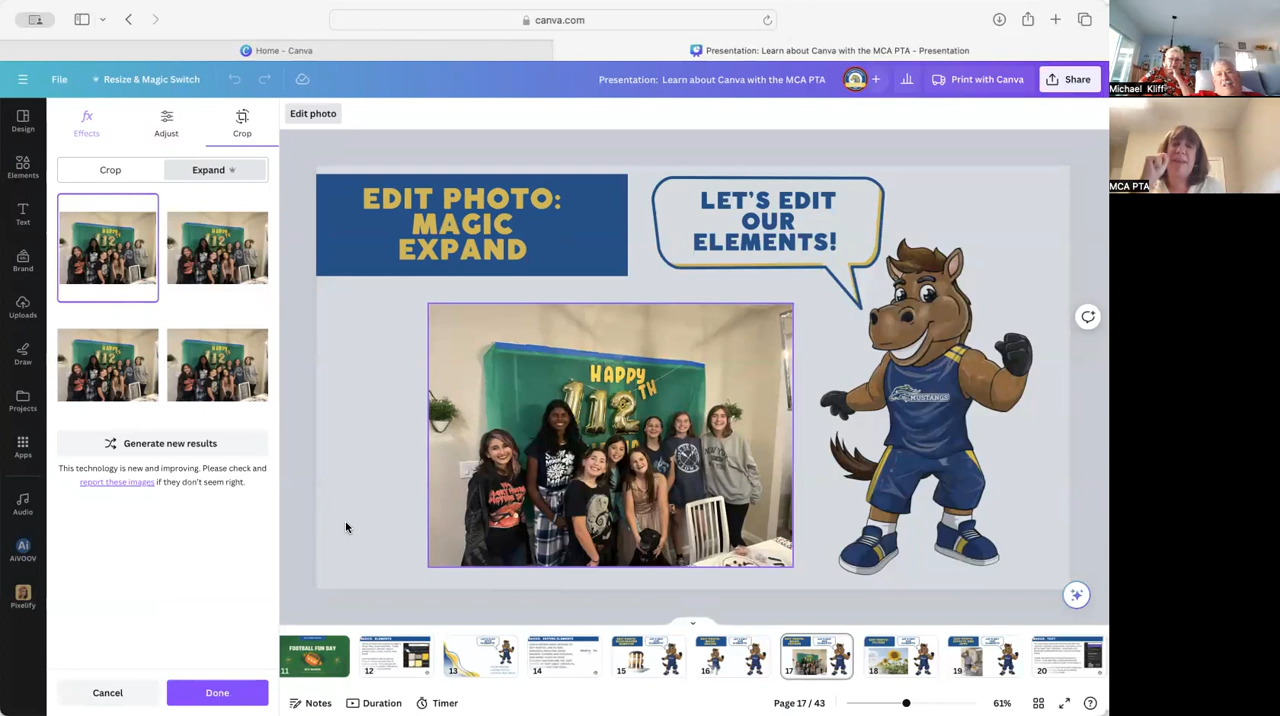 canva.com
Home - Canva
Presentation: Learn about Canva with the MCA PTA - Presentation
File
Resize & Magic Switch
Presentation: Learn about Canva with the MCA PTA
Print with Canva
Share
Michael Kliff
MCA PTA
Design
Elements
Text
Brand
Uploads
Draw
Projects
Apps
Audio
AiVOOV
Pixelify
Effects
Adjust
Crop
Crop
Expand
Generate new results
This technology is new and improving. Please check and
report these images if they don't seem right.
Cancel
Done
Edit photo
EDIT PHOTO:
MAGIC
EXPAND
LET'S EDIT
OUR
ELEMENTS!
HAPPY
112TH
MUSTANGS
11
FOOTBALL FUN DAY
13
14
15
16
17
18
19
20
Notes
Duration
Timer
Page 17 / 43
61%